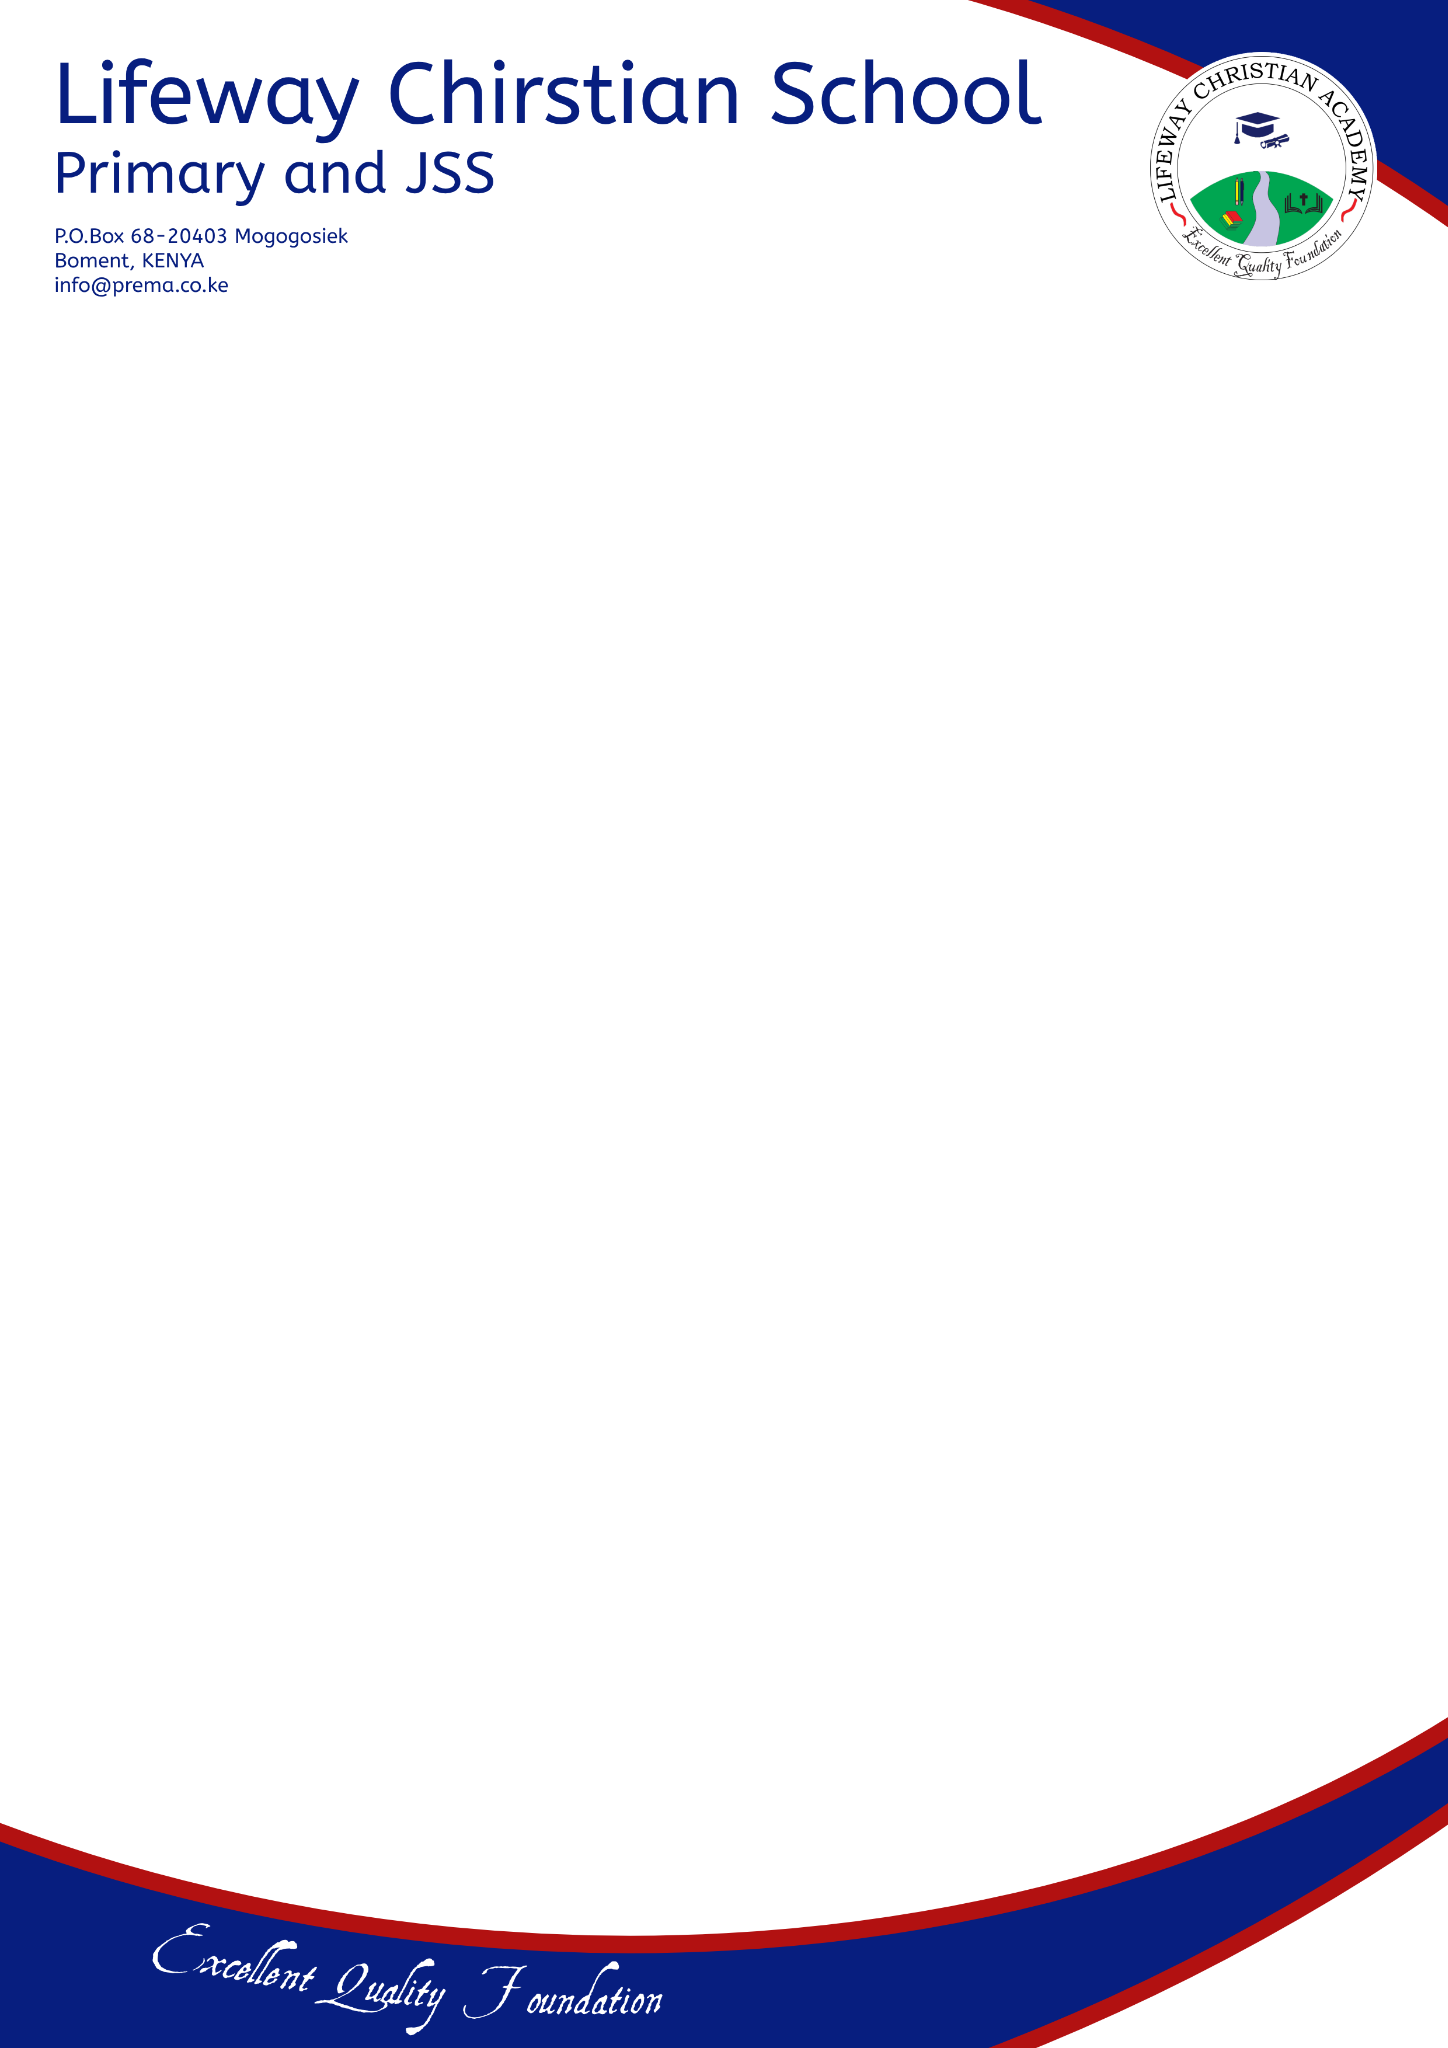 Lifeway Chirstian School
Primary and JSS
P.O.Box 68-20403 Mogogosiek
Boment, KENYA
info@prema.co.ke
LIFEWAY CHRISTIAN ACADEMY
Excellent Quality Foundation
Excellent Quality Foundation